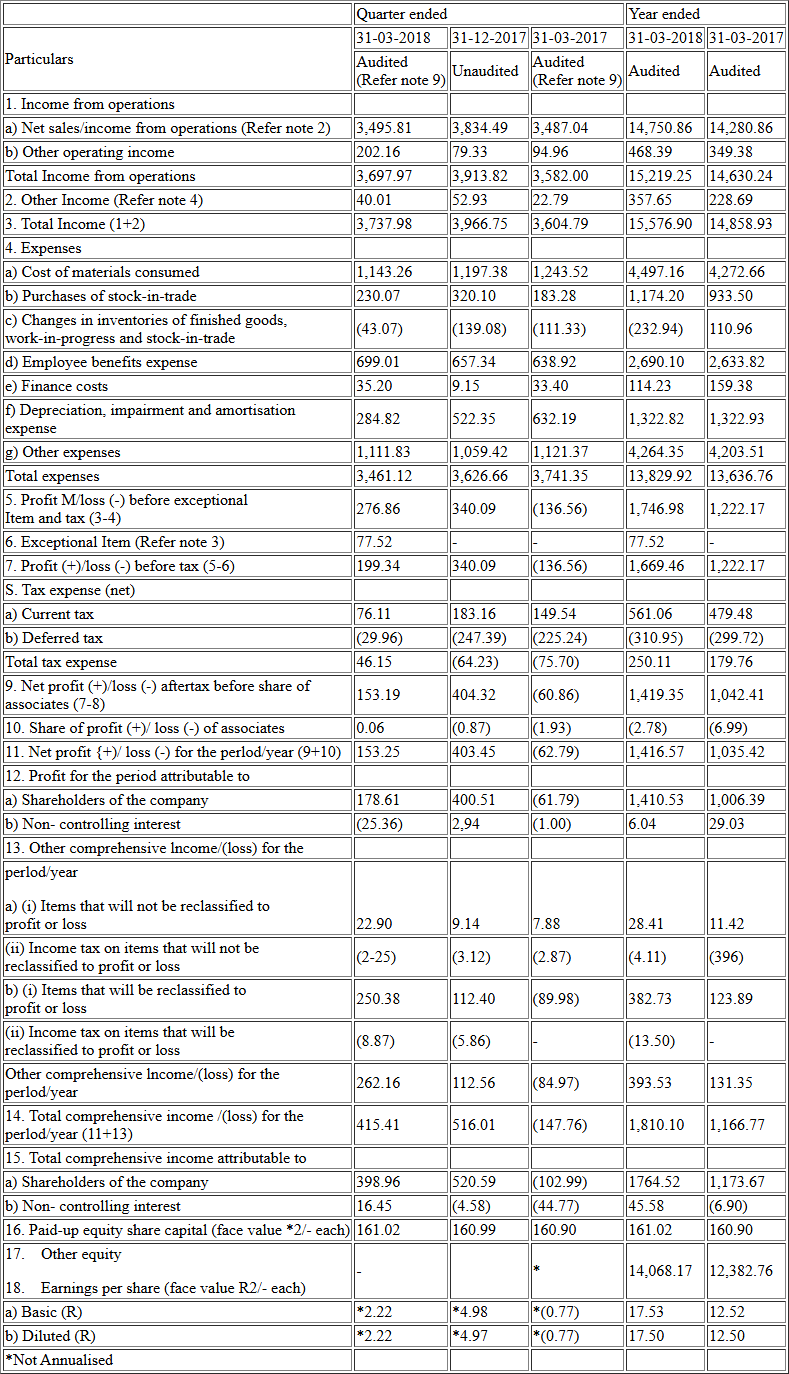 Quarter ended Year ended
Particulars 31-03-2018 31-12-2017 31-03-2017 31-03-2018 31-03-2017
Audited (Refer note 9) Unaudited Audited (Refer note 9) Audited Audited
1. Income from operations
a) Net sales/income from operations (Refer note 2) 3,495.81 3,834.49 3,487.04 14,750.86 14,280.86
b) Other operating income 202.16 79.33 94.96 468.39 349.38
Total Income from operations 3,697.97 3,913.82 3,582.00 15,219.25 14,630.24
2. Other Income (Refer note 4) 40.01 52.93 22.79 357.65 228.69
3. Total Income (1+2) 3,737.98 3,966.75 3,604.79 15,576.90 14,858.93
4. Expenses
a) Cost of materials consumed 1,143.26 1,197.38 1,243.52 4,497.16 4,272.66
b) Purchases of stock-in-trade 230.07 320.10 183.28 1,174.20 933.50
c) Changes in inventories of finished goods,
work-in-progress and stock-in-trade (43.07) (139.08) (111.33) (232.94) 110.96
d) Employee benefits expense 699.01 657.34 638.92 2,690.10 2,633.82
e) Finance costs 35.20 9.15 33.40 114.23 159.38
f) Depreciation, impairment and amortisation
expense 284.82 522.35 632.19 1,322.82 1,322.93
g) Other expenses 1,111.83 1,059.42 1,121.37 4,264.35 4,203.51
Total expenses 3,461.12 3,626.66 3,741.35 13,829.92 13,636.76
5. Profit M/loss (-) before exceptional
Item and tax (3-4) 276.86 340.09 (136.56) 1,746.98 1,222.17
6. Exceptional Item (Refer note 3) 77.52 - - 77.52 -
7. Profit (+)/loss (-) before tax (5-6) 199.34 340.09 (136.56) 1,669.46 1,222.17
S. Tax expense (net)
a) Current tax 76.11 183.16 149.54 561.06 479.48
b) Deferred tax (29.96) (247.39) (225.24) (310.95) (299.72)
Total tax expense 46.15 (64.23) (75.70) 250.11 179.76
9. Net profit (+)/loss (-) aftertax before share of
associates (7-8) 153.19 404.32 (60.86) 1,419.35 1,042.41
10. Share of profit (+)/ loss (-) of associates 0.06 (0.87) (1.93) (2.78) (6.99)
11. Net profit {+)/ loss (-) for the perlod/year (9+10) 153.25 403.45 (62.79) 1,416.57 1,035.42
12. Profit for the period attributable to
a) Shareholders of the company 178.61 400.51 (61.79) 1,410.53 1,006.39
b) Non- controlling interest (25.36) 2,94 (1.00) 6.04 29.03
13. Other comprehensive lncome/(loss) for the
perlod/year
a) (i) Items that will not be reclassified to
profit or loss 22.90 9.14 7.88 28.41 11.42
(ii) Income tax on items that will not be
reclassified to profit or loss (2-25) (3.12) (2.87) (4.11) (396)
b) (i) Items that will be reclassified to
profit or loss 250.38 112.40 (89.98) 382.73 123.89
(ii) Income tax on items that will be
reclassified to profit or loss (8.87) (5.86) - (13.50) -
Other comprehensive lncome/(loss) for the
perlod/year 262.16 112.56 (84.97) 393.53 131.35
14. Total comprehensive income /(loss) for the
period/year (11+13) 415.41 516.01 (147.76) 1,810.10 1,166.77
15. Total comprehensive income attributable to
a) Shareholders of the company 398.96 520.59 (102.99) 1764.52 1,173.67
b) Non- controlling interest 16.45 (4.58) (44.77) 45.58 (6.90)
16. Paid-up equity share capital (face value *2/- each) 161.02 160.99 160.90 161.02 160.90
17. Other equity - * 14,068.17 12,382.76
18. Earnings per share (face value R2/- each)
a) Basic (R) *2.22 *4.98 *(0.77) 17.53 12.52
b) Diluted (R) *2.22 *4.97 *(0.77) 17.50 12.50
*Not Annualised